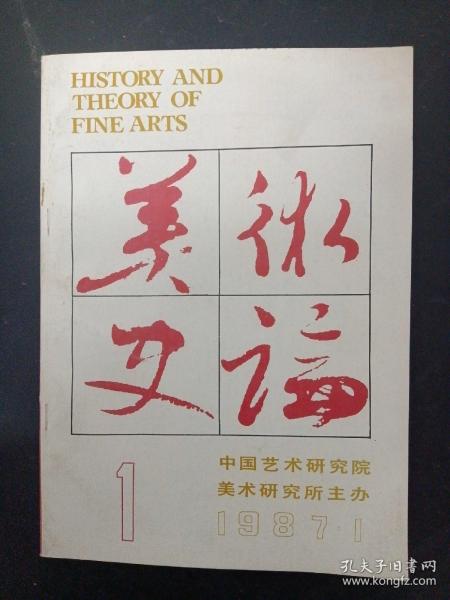 HISTORY AND
THEORY OF
FINE ARTS
美術
史論
1
中国艺术研究院
美术研究所主办
1987 1
孔夫子旧书网
www.kongfz.com